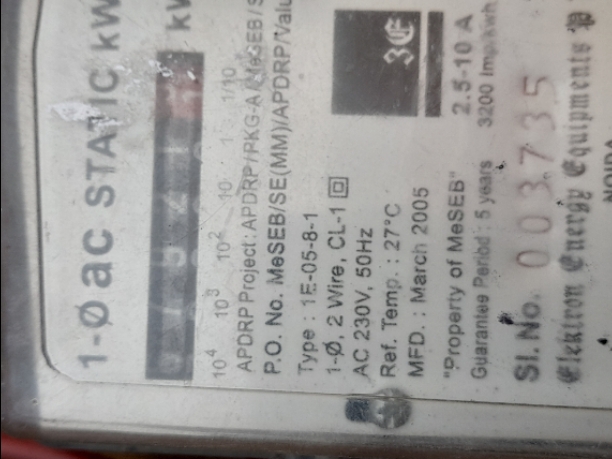 1-Ø ac STATIC kW
10⁴ 10³ 10² 10 1 1/10
APDRP Project : APDRP/PKG-A/MeSEB/S
P.O. No. MeSEB/SE(MM)/APDRP/Valu
Type : 1E-05-8-1
1-Ø, 2 Wire, CL-1
AC 230V, 50Hz
Ref. Temp. : 27°C
MFD. : March 2005
"Property of MeSEB"
Guarantee Period : 5 years
3E
2.5-10 A
3200 Imp/kwh
Sl. No. 003735
Elektron Energy Equipments P